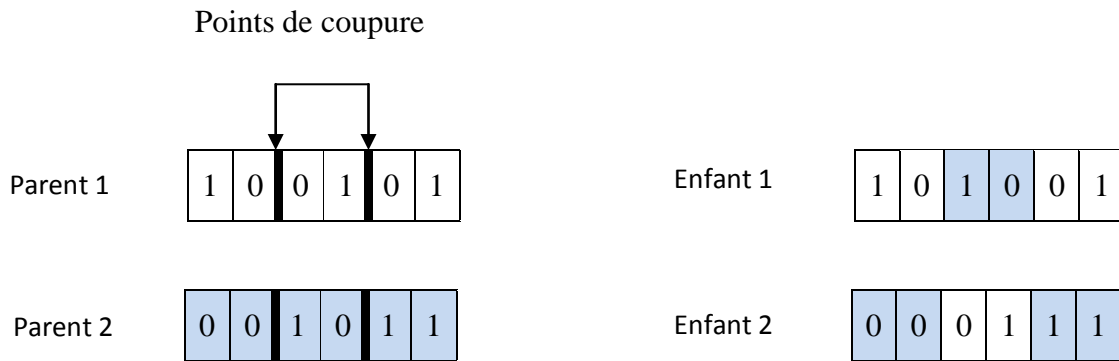 Points de coupure
Parent 1 1 0 0 1 0 1 Enfant 1 1 0 1 0 0 1
Parent 2 0 0 1 0 1 1 Enfant 2 0 0 0 1 1 1